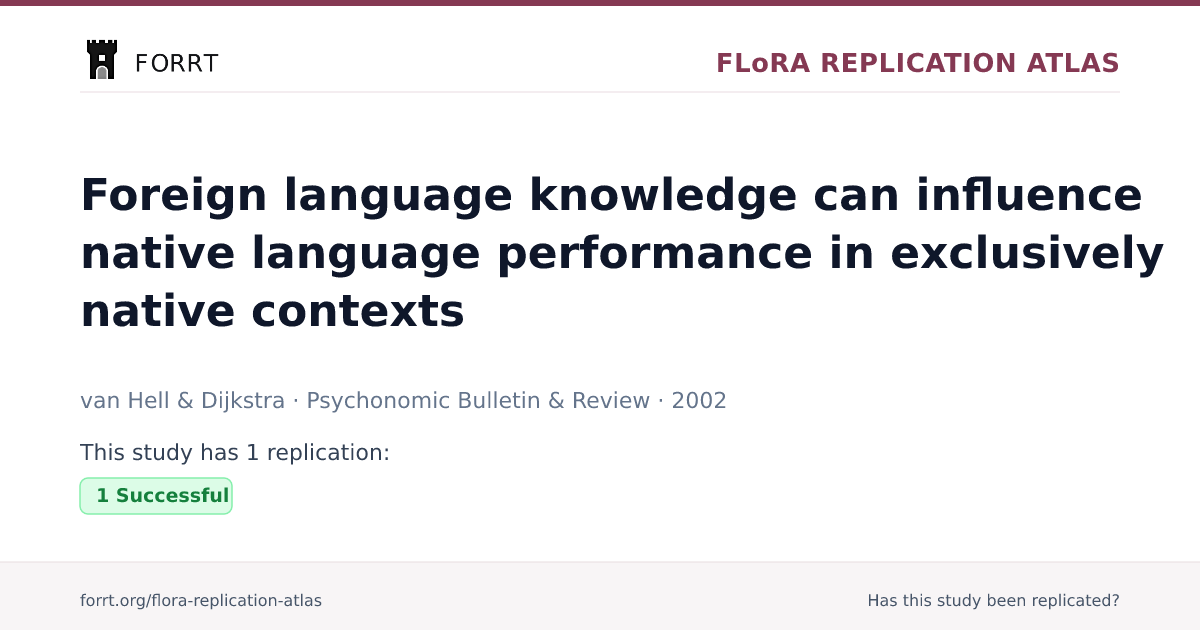 FORRT
FLoRA REPLICATION ATLAS
Foreign language knowledge can influence
native language performance in exclusively
native contexts
van Hell & Dijkstra · Psychonomic Bulletin & Review · 2002
This study has 1 replication:
1 Successful
forrt.org/flora-replication-atlas
Has this study been replicated?